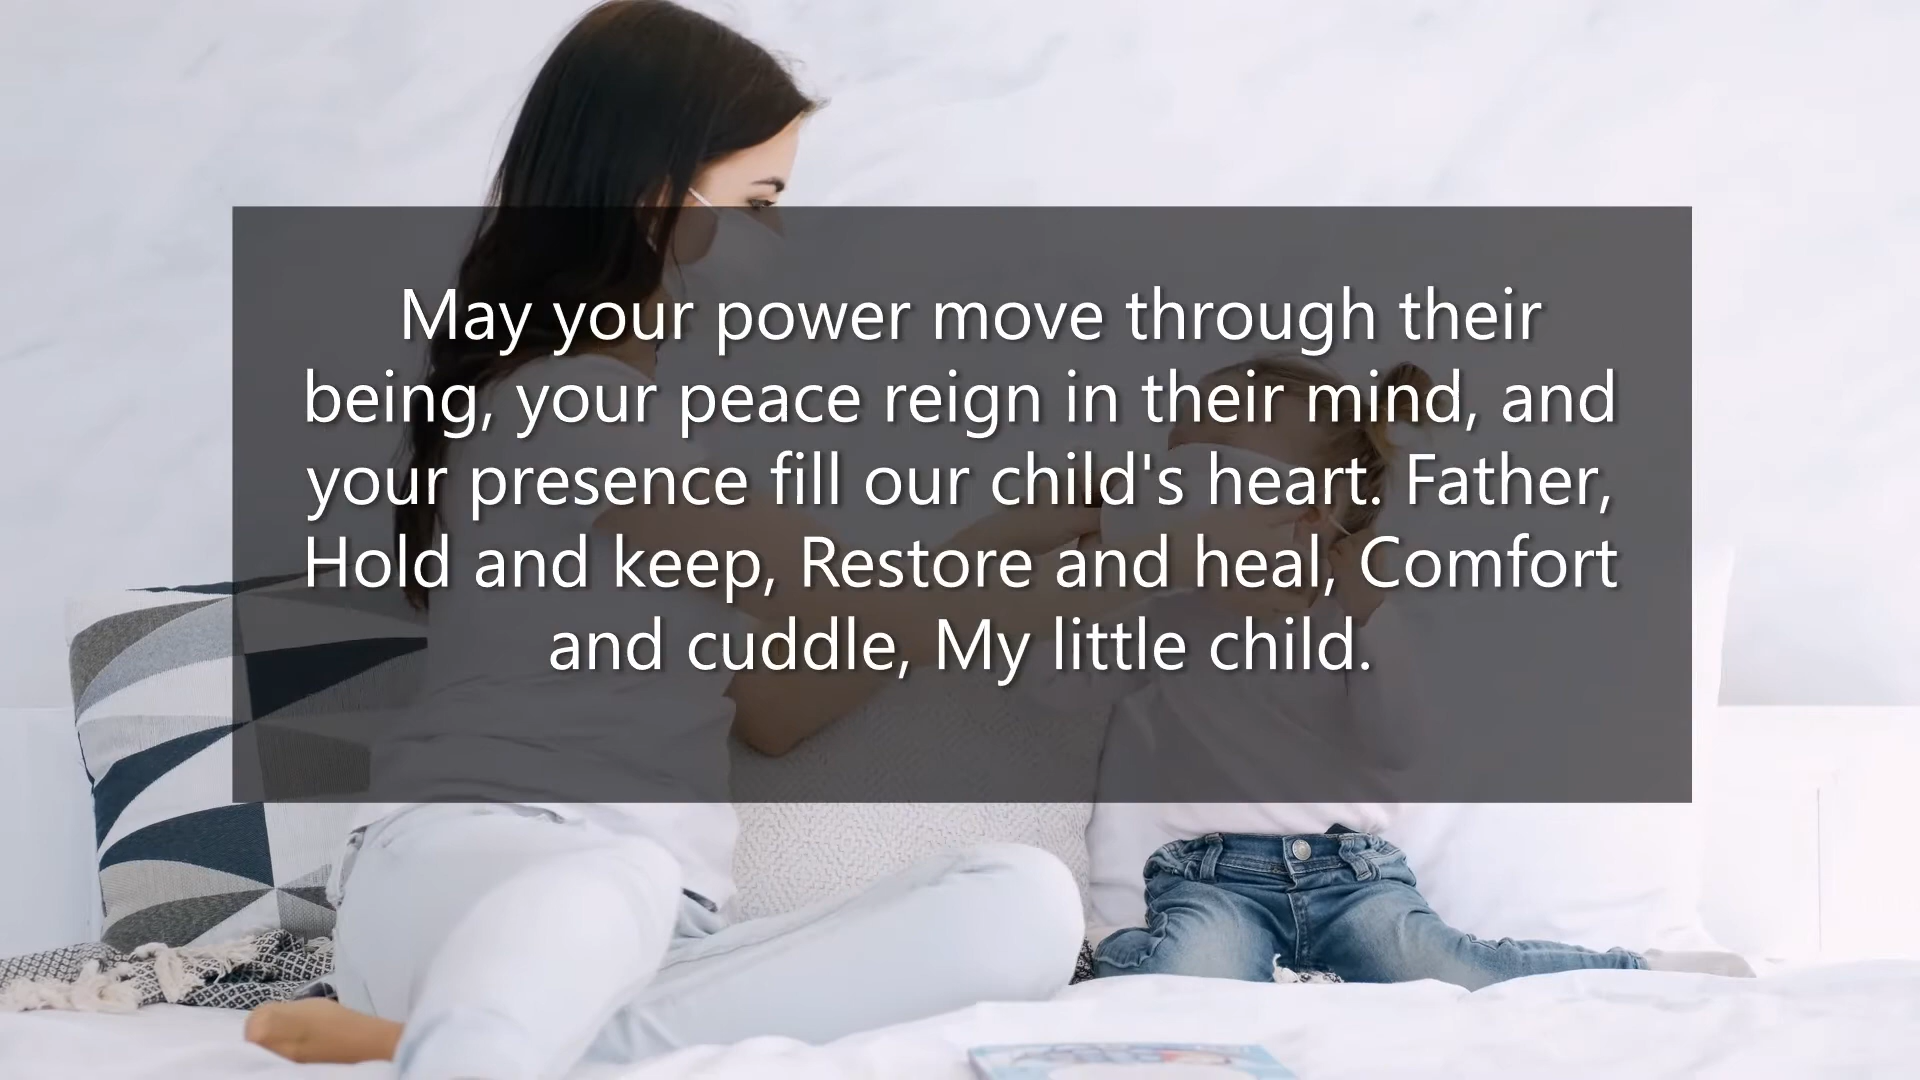 May your power move through their
being, your peace reign in their mind, and
your presence fill our child's heart. Father,
Hold and keep, Restore and heal, Comfort
and cuddle, My little child.